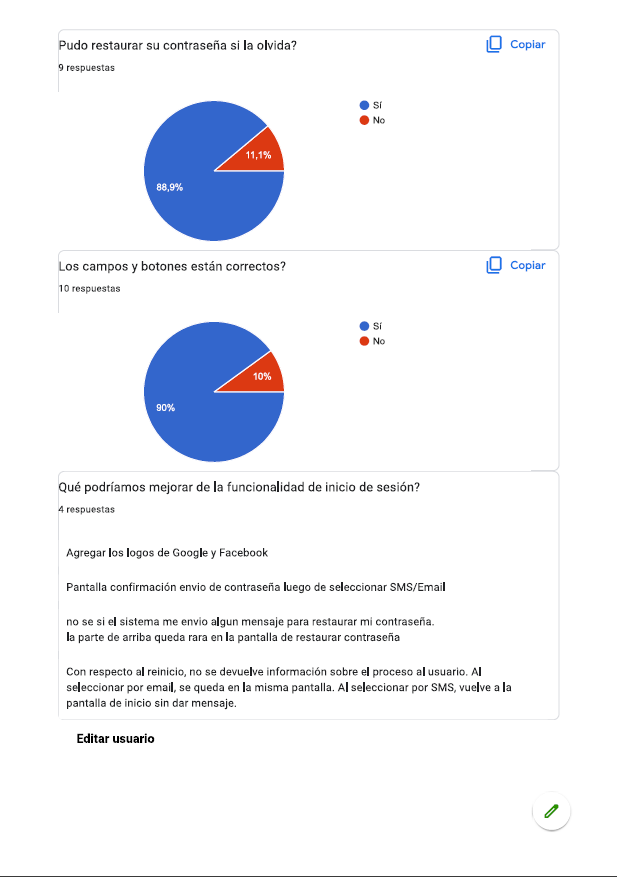 Pudo restaurar su contraseña si la olvida?
Copiar
9 respuestas
Sí
No
11,1%
88,9%
Los campos y botones están correctos?
Copiar
10 respuestas
Sí
No
10%
90%
Qué podríamos mejorar de la funcionalidad de inicio de sesión?
4 respuestas
Agregar los logos de Google y Facebook
Pantalla confirmación envio de contraseña luego de seleccionar SMS/Email
no se si el sistema me envio algun mensaje para restaurar mi contraseña.
la parte de arriba queda rara en la pantalla de restaurar contraseña
Con respecto al reinicio, no se devuelve información sobre el proceso al usuario. Al
seleccionar por email, se queda en la misma pantalla. Al seleccionar por SMS, vuelve a la
pantalla de inicio sin dar mensaje.
Editar usuario